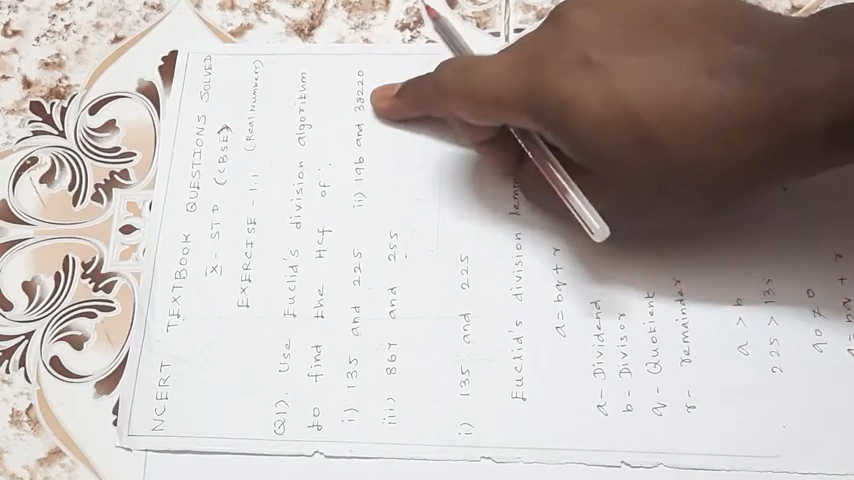 NCERT TEXTBOOK QUESTIONS SOLVED
X - STD (CBSE)
EXERCISE - 1.1 (Real Numbers)
Q1). Use Euclid's division algorithm
to find the HCF of :
i) 135 and 225 ii) 196 and 38220
iii) 867 and 255
i) 135 and 225
Euclid's division lemm
a = bq + r
a - Dividend
b - Divisor
q - Quotient
r - remainder
a > b
225 > 135
90 > 0
a = bq + r